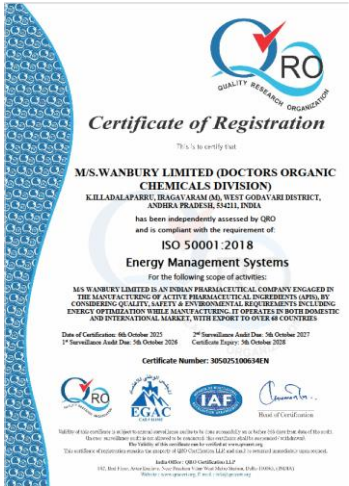 QRO
QUALITY RESEARCH ORGANIZATION
Certificate of Registration
This is to certify that
M/S.WANBURY LIMITED (DOCTORS ORGANIC
CHEMICALS DIVISION)
K.ILLADALAPARRU, IRAGAVARAM (M), WEST GODAVARI DISTRICT,
ANDHRA PRADESH, 534211, INDIA
has been independently assessed by QRO
and is compliant with the requirement of:
ISO 50001:2018
Energy Management Systems
For the following scope of activities:
M/S WANBURY LIMITED IS AN INDIAN PHARMACEUTICAL COMPANY ENGAGED IN
THE MANUFACTURING OF ACTIVE PHARMACEUTICAL INGREDIENTS (APIS), BY
CONSIDERING QUALITY, SAFETY & ENVIRONMENTAL REQUIREMENTS INCLUDING
ENERGY OPTIMIZATION WHILE MANUFACTURING. IT OPERATES IN BOTH DOMESTIC
AND INTERNATIONAL MARKET, WITH EXPORT TO OVER 68 COUNTRIES
Date of Certification: 6th October 2025 2nd Surveillance Audit Due: 5th October 2027
1st Surveillance Audit Due: 5th October 2026 Certificate Expiry: 5th October 2028
Certificate Number: 305025100634EN
QRO
EGAC
IAF
Head of Certification
India Office : QRO Certification LLP